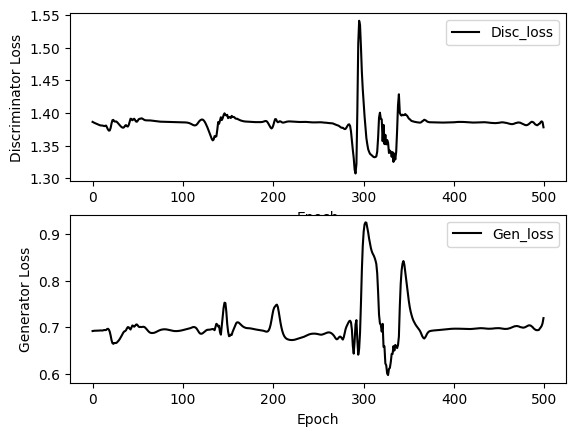 Discriminator Loss
1.55
1.50
1.45
1.40
1.35
1.30
Disc_loss
0 100 200 300 400 500
Epoch
Generator Loss
0.9
0.8
0.7
0.6
Gen_loss
0 100 200 300 400 500
Epoch